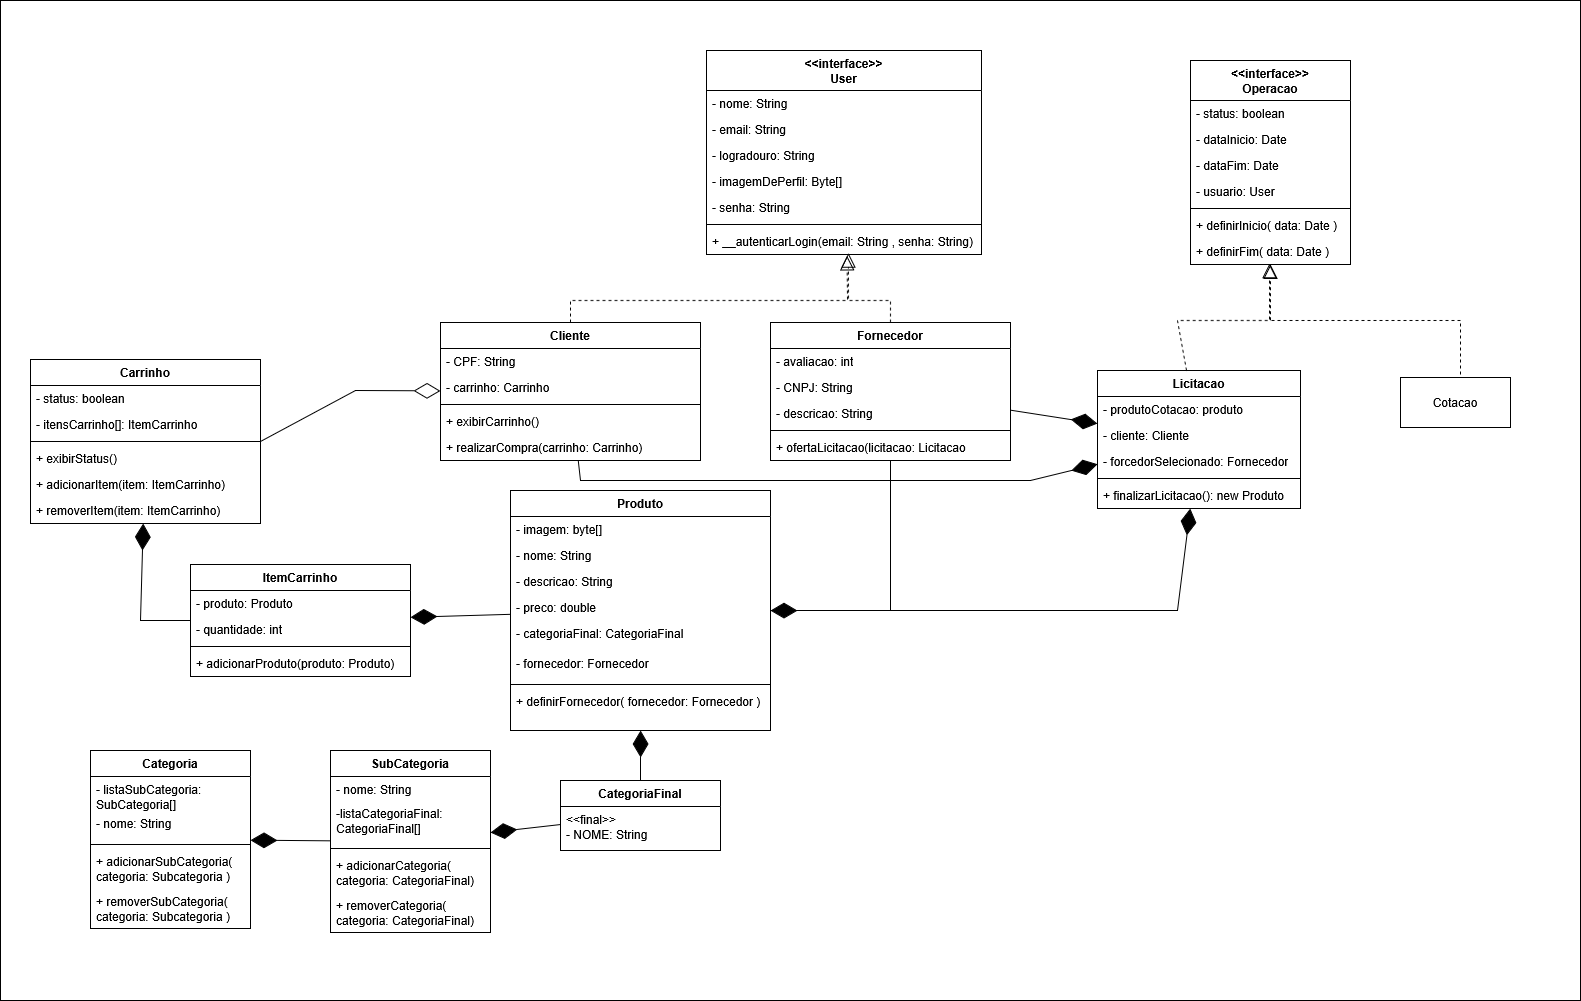 <<interface>>
User
- nome: String
- email: String
- logradouro: String
- imagemDePerfil: Byte[]
- senha: String
+ __autenticarLogin(email: String , senha: String)
<<interface>>
Operacao
- status: boolean
- dataInicio: Date
- dataFim: Date
- usuario: User
+ definirInicio( data: Date )
+ definirFim( data: Date )
Cliente
- CPF: String
- carrinho: Carrinho
+ exibirCarrinho()
+ realizarCompra(carrinho: Carrinho)
Fornecedor
- avaliacao: int
- CNPJ: String
- descricao: String
+ ofertaLicitacao(licitacao: Licitacao
Carrinho
- status: boolean
- itensCarrinho[]: ItemCarrinho
+ exibirStatus()
+ adicionarItem(item: ItemCarrinho)
+ removerItem(item: ItemCarrinho)
Licitacao
- produtoCotacao: produto
- cliente: Cliente
- forcedorSelecionado: Fornecedor
+ finalizarLicitacao(): new Produto
Cotacao
Produto
- imagem: byte[]
- nome: String
- descricao: String
- preco: double
- categoriaFinal: CategoriaFinal
- fornecedor: Fornecedor
+ definirFornecedor( fornecedor: Fornecedor )
ItemCarrinho
- produto: Produto
- quantidade: int
+ adicionarProduto(produto: Produto)
Categoria
- listaSubCategoria:
SubCategoria[]
- nome: String
+ adicionarSubCategoria(
categoria: Subcategoria )
+ removerSubCategoria(
categoria: Subcategoria )
SubCategoria
- nome: String
-listaCategoriaFinal:
CategoriaFinal[]
+ adicionarCategoria(
categoria: CategoriaFinal)
+ removerCategoria(
categoria: CategoriaFinal)
CategoriaFinal
<<final>>
- NOME: String